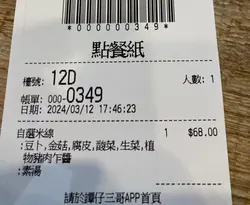 *000000349*
點餐紙
檯號: 12D
人數: 1
帳單: 000-0349
日期: 2024/03/12 17:46:23
自選米線 1 $68.00
:豆卜,金菇,腐皮,酸菜,生菜,植
物豬肉乍醬
:素湯
請於譚仔三哥APP首頁